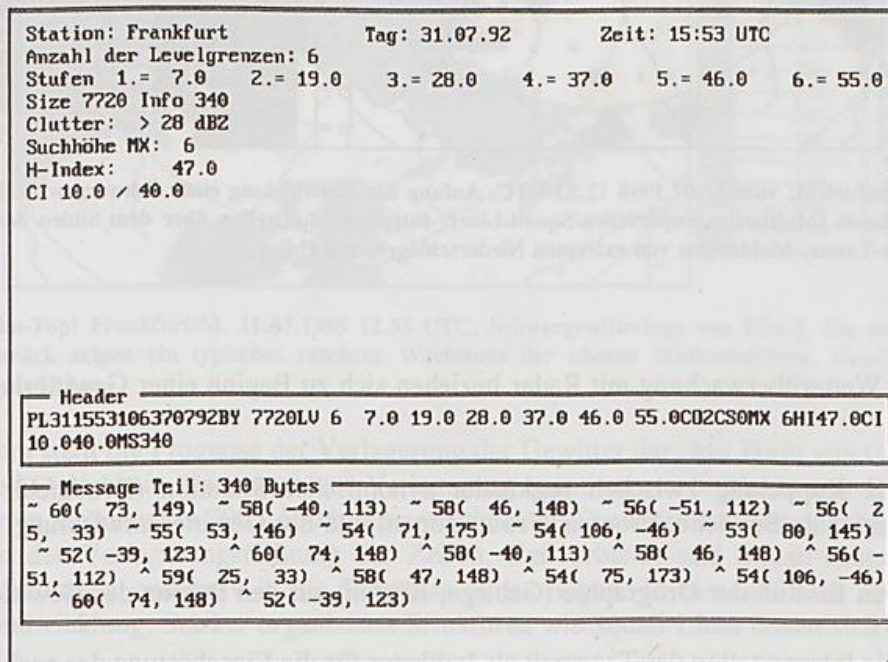 Station: Frankfurt Tag: 31.07.92 Zeit: 15:53 UTC
Anzahl der Levelgrenzen: 6
Stufen 1.= 7.0 2.= 19.0 3.= 28.0 4.= 37.0 5.= 46.0 6.= 55.0
Size 7720 Info 340
Clutter: > 28 dBZ
Suchhöhe MX: 6
H-Index: 47.0
CI 10.0 / 40.0
Header
PL311553106370792BY 7720LV 6 7.0 19.0 28.0 37.0 46.0 55.0CO2CS0MX 6HI47.0CI
10.040.0MS340
Message Teil: 340 Bytes
~ 60( 73,149) ~ 58( -40, 113) ~ 58( 46, 148) ~ 56( -51, 112) ~ 56( 2
5, 33) ~ 55( 53, 146) ~ 54( 71, 175) ~ 54( 106, -46) ~ 53( 80, 145)
~ 52( -39, 123) ^ 60( 74, 148) ^ 58( -40, 113) ^ 58( 46, 148) ^ 56( -
51, 112) ^ 59( 25, 33) ^ 58( 47, 148) ^ 54( 75, 173) ^ 54( 106, -46)
60( 74, 148) 52( -39, 123)